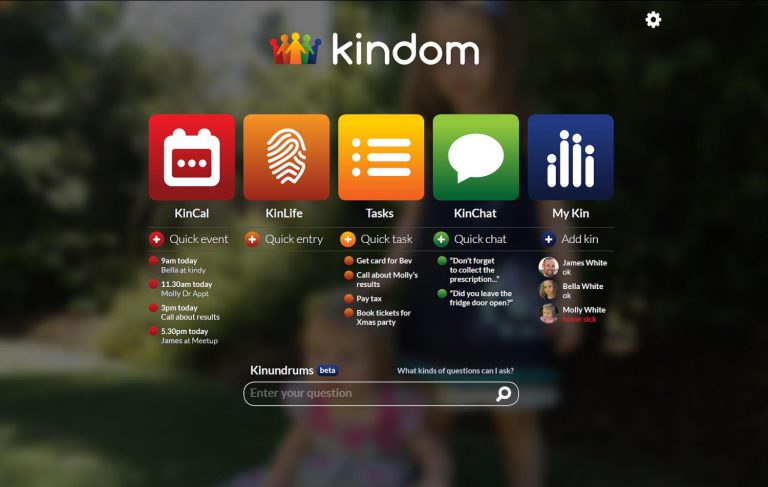 kindom
KinCal
KinLife
Tasks
KinChat
My Kin
Quick event
Quick entry
Quick task
Quick chat
Add kin
9am today
Bella at kindy
11.30am today
Molly Dr Appt
3pm today
Call about results
5.30pm today
James at Meetup
Get card for Bev
Call about Molly's
results
Pay tax
Book tickets for
Xmas party
"Don't forget
to collect the
prescription..."
"Did you leave the
fridge door open?"
James White
ok
Bella White
ok
Molly White
home sick
Kinundrums beta
What kinds of questions can I ask?
Enter your question